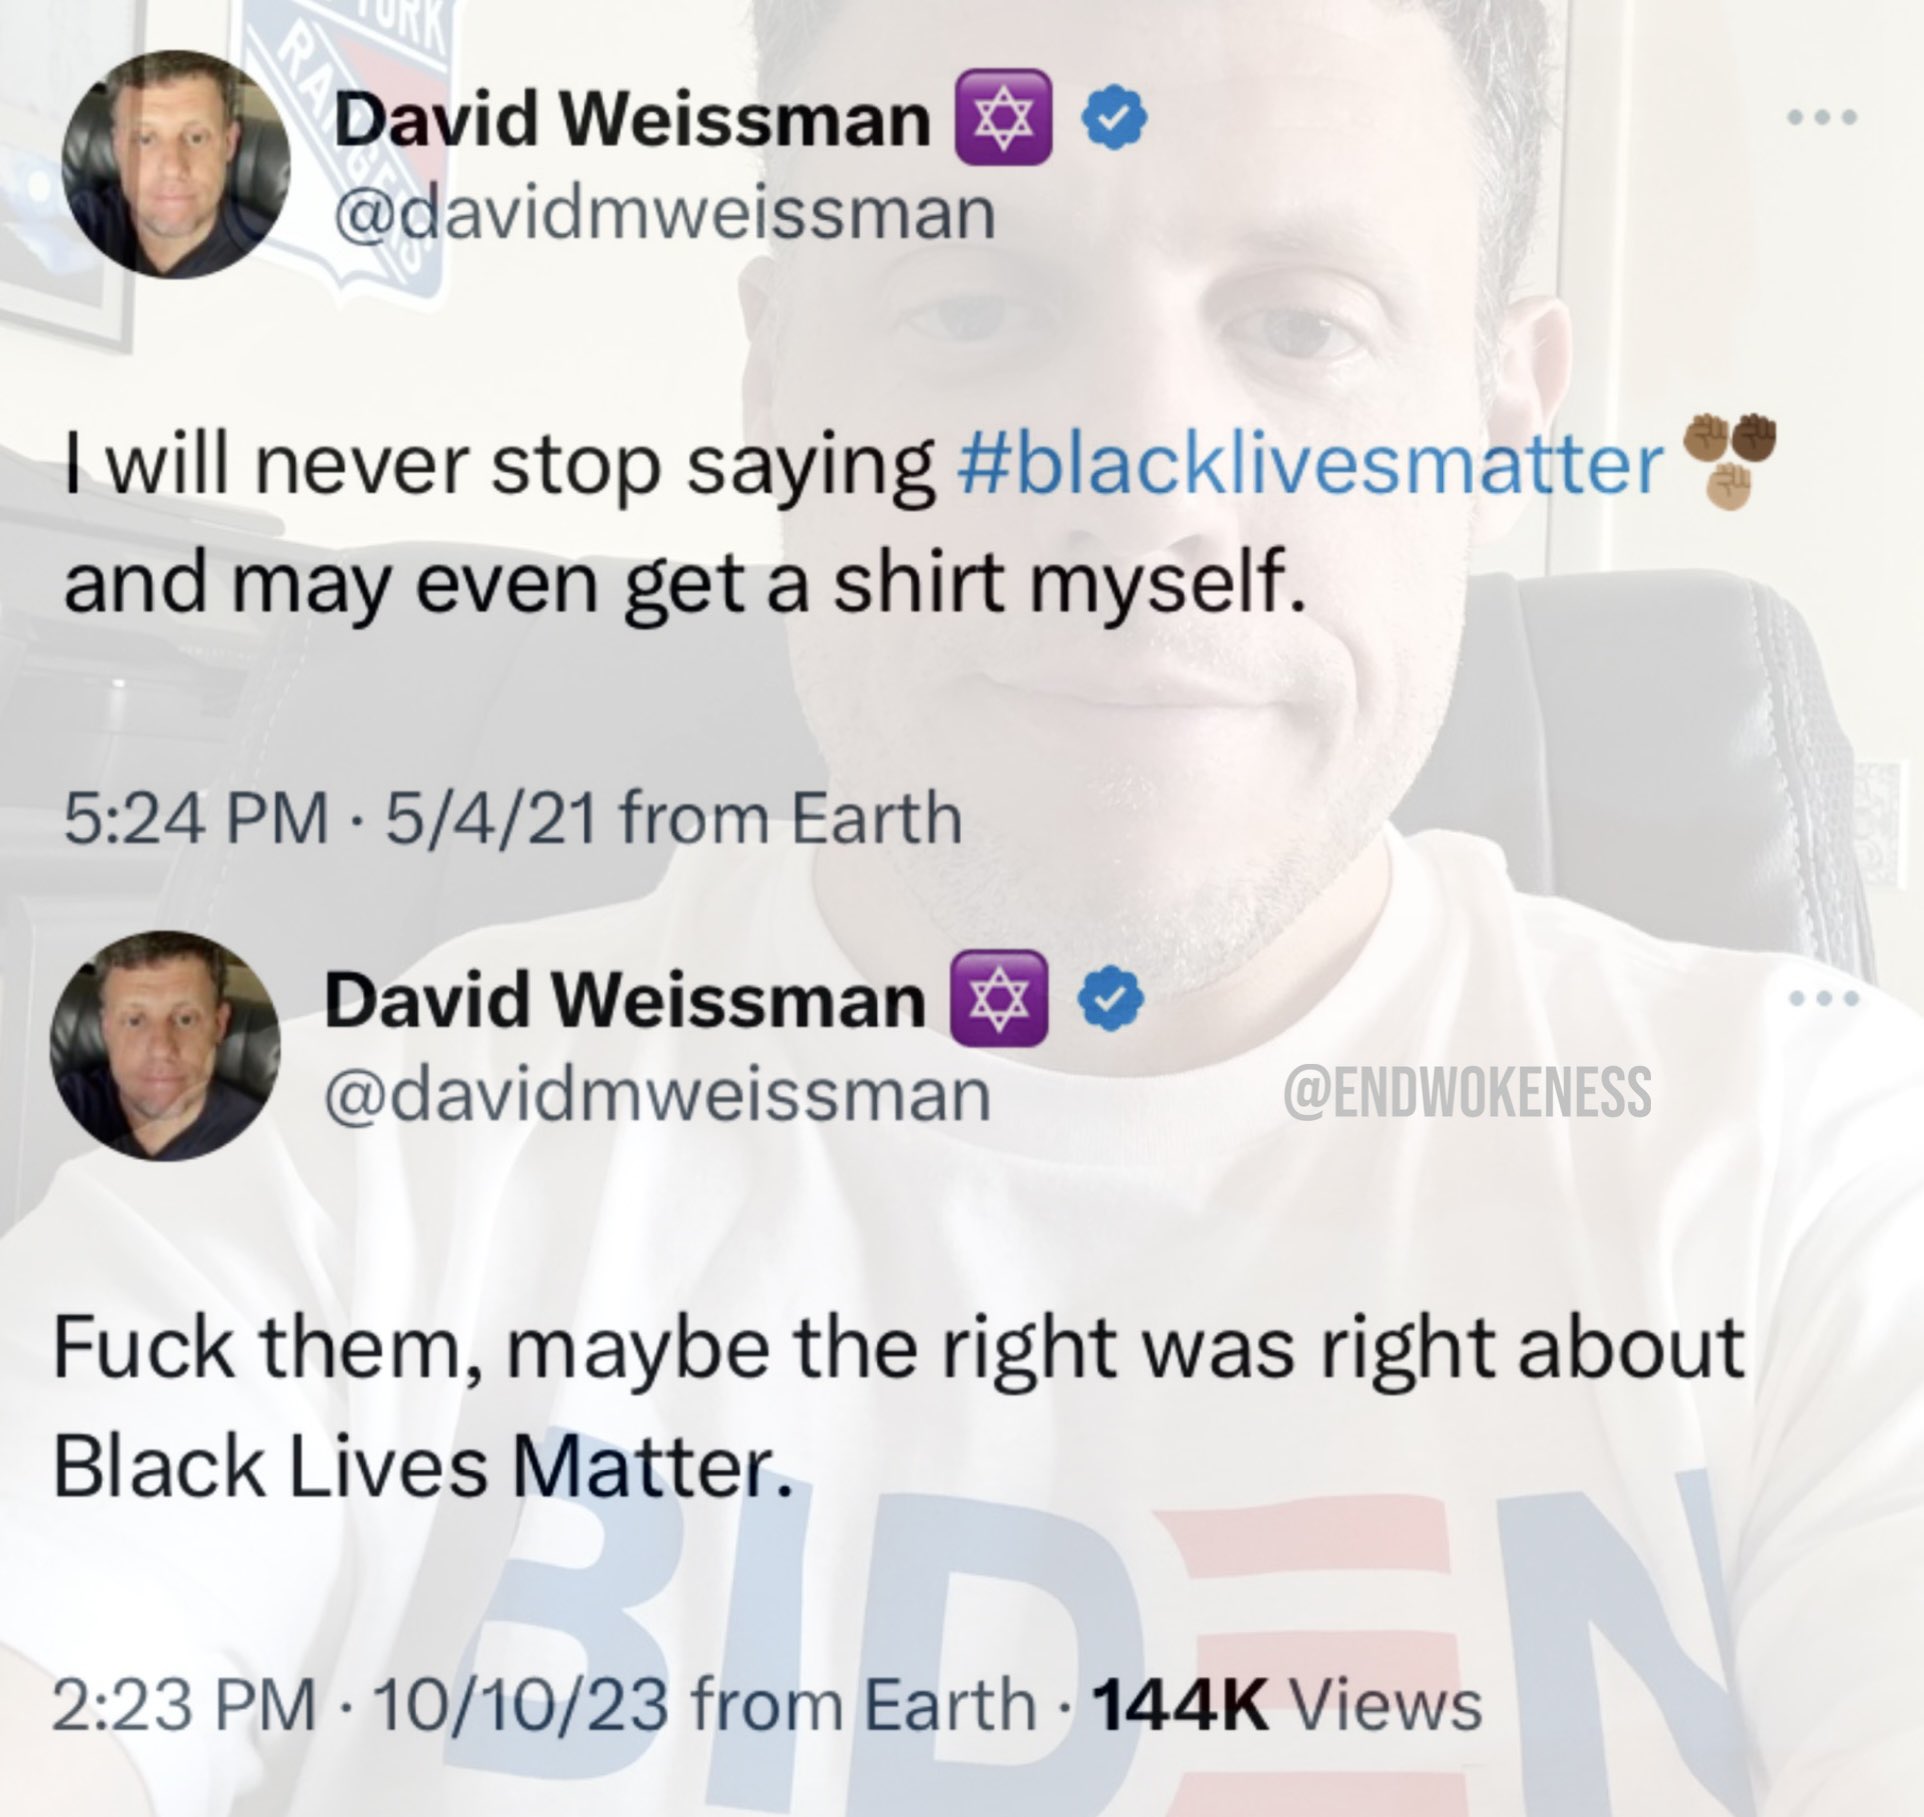 YORK
RANGERS
David Weissman
@davidmweissman
I will never stop saying #blacklivesmatter
and may even get a shirt myself.
5:24 PM · 5/4/21 from Earth
David Weissman
@davidmweissman
@ENDWOKENESS
Fuck them, maybe the right was right about
Black Lives Matter.
2:23 PM · 10/10/23 from Earth · 144K Views
BIDEN